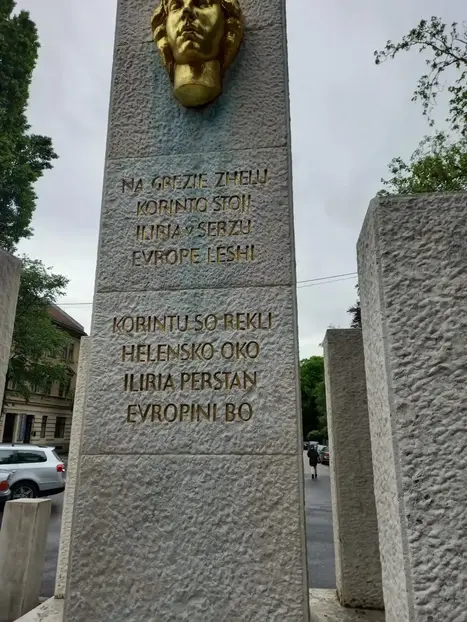 NA GREZIE ZHELU
KORINTO STOJI
ILIRIA V SERZU
EVROPE LESHI
KORINTU SO REKLI
HELENSKO OKO
ILIRIA PERSTAN
EVROPINI BO